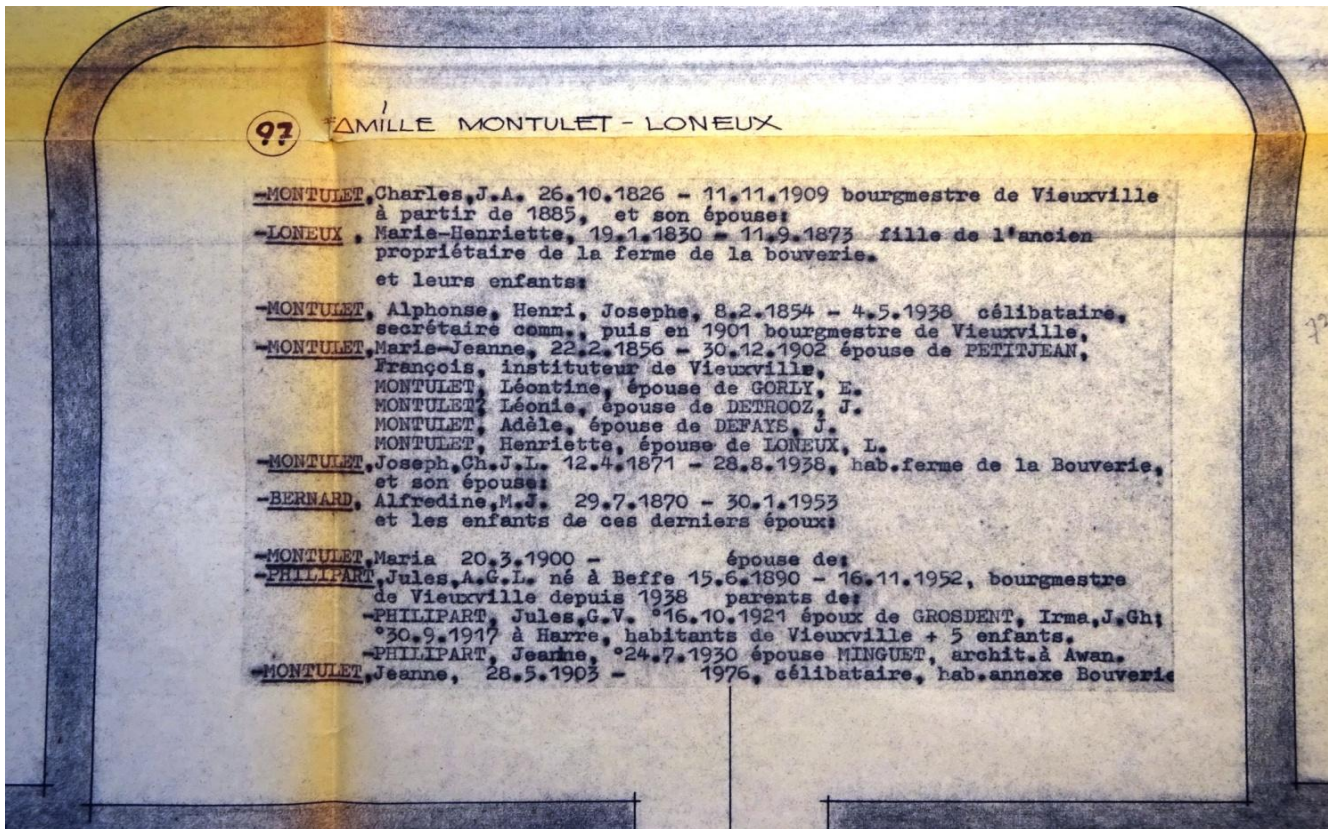 97 FAMILLE MONTULET - LONEUX
-MONTULET,Charles,J.A. 26.10.1826 - 11.11.1909 bourgmestre de Vieuxville
à partir de 1885, et son épouse:
-LONEUX , Marie-Henriette, 19.1.1830 - 11.9.1873 fille de l'ancien
propriétaire de la ferme de la bouverie.
et leurs enfants:
-MONTULET, Alphonse, Henri, Josephe, 8.2.1854 - 4.5.1938 célibataire,
secrétaire comm., puis en 1901 bourgmestre de Vieuxville,
-MONTULET,Marie-Jeanne, 22.2.1856 - 30.12.1902 épouse de PETITJEAN,
François, instituteur de Vieuxville,
MONTULET, Léontine, épouse de GORLY, E.
MONTULET, Léonie, épouse de DETROOZ, J.
MONTULET, Adèle, épouse de DEFAYS, J.
MONTULET, Henriette, épouse de LONEUX, L.
-MONTULET,Joseph,Ch.J.L. 12.4.1871 - 28.8.1938, hab.ferme de la Bouverie,
et son épouse:
-BERNARD, Alfredine,M.J. 29.7.1870 - 30.1.1953
et les enfants de ces derniers époux:
-MONTULET,Maria 20.3.1900 - épouse de:
-PHILIPART,Jules,A.G.L. né à Beffe 15.6.1890 - 16.11.1952, bourgmestre
de Vieuxville depuis 1938 parents de:
-PHILIPART, Jules,G.V. °16.10.1921 époux de GROSDENT, Irma,J.Gh;
°30.9.1917 à Harre, habitants de Vieuxville + 5 enfants.
-PHILIPART, Jeanne, °24.7.1930 épouse MINGUET, archit.à Awan.
-MONTULET,Jeanne, 28.5.1903 - 1976, célibataire, hab.annexe Bouverie